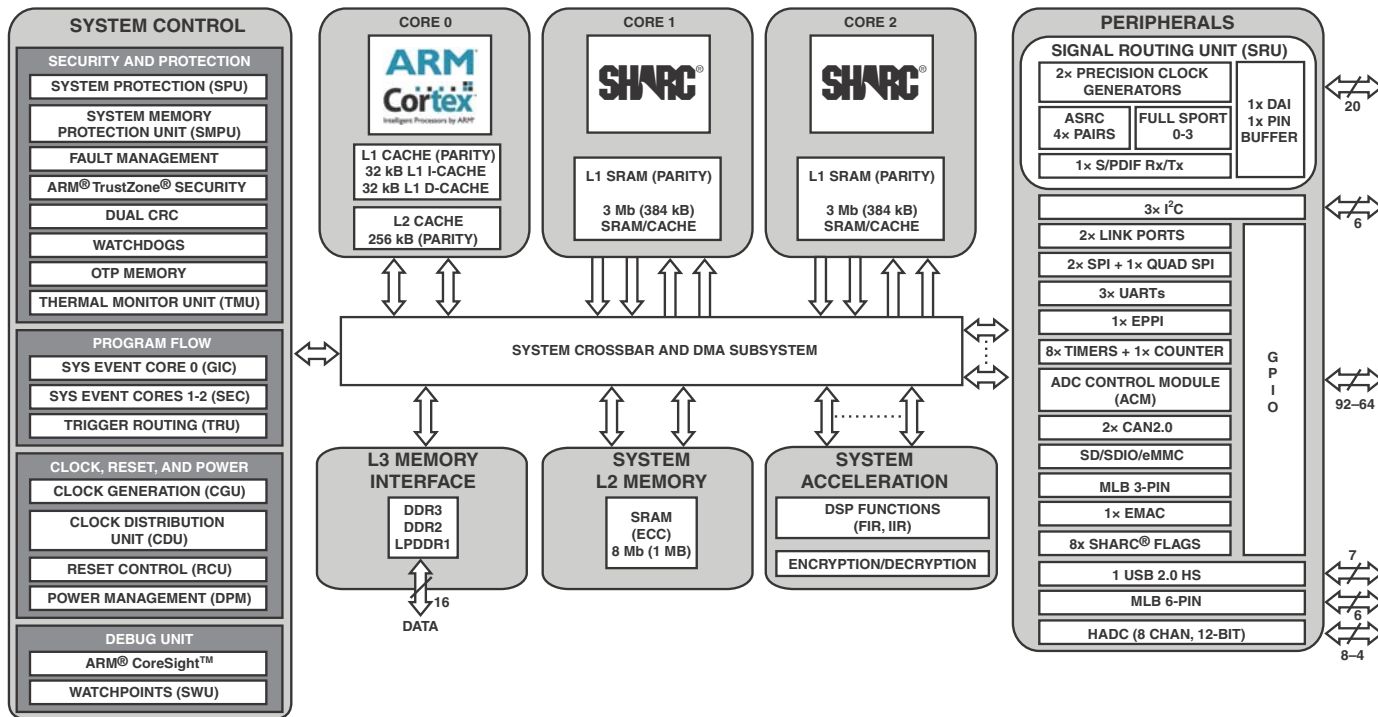 SYSTEM CONTROL
SECURITY AND PROTECTION
SYSTEM PROTECTION (SPU)
SYSTEM MEMORY
PROTECTION UNIT (SMPU)
FAULT MANAGEMENT
ARM® TrustZone® SECURITY
DUAL CRC
WATCHDOGS
OTP MEMORY
THERMAL MONITOR UNIT (TMU)
PROGRAM FLOW
SYS EVENT CORE 0 (GIC)
SYS EVENT CORES 1-2 (SEC)
TRIGGER ROUTING (TRU)
CLOCK, RESET, AND POWER
CLOCK GENERATION (CGU)
CLOCK DISTRIBUTION
UNIT (CDU)
RESET CONTROL (RCU)
POWER MANAGEMENT (DPM)
DEBUG UNIT
ARM® CoreSight™
WATCHPOINTS (SWU)
CORE 0
ARM
Cortex
Intelligent Processors by ARM®
L1 CACHE (PARITY)
32 kB L1 I-CACHE
32 kB L1 D-CACHE
L2 CACHE
256 kB (PARITY)
CORE 1
SHARC®
L1 SRAM (PARITY)
3 Mb (384 kB)
SRAM/CACHE
CORE 2
SHARC®
L1 SRAM (PARITY)
3 Mb (384 kB)
SRAM/CACHE
SYSTEM CROSSBAR AND DMA SUBSYSTEM
L3 MEMORY
INTERFACE
DDR3
DDR2
LPDDR1
16
DATA
SYSTEM
L2 MEMORY
SRAM
(ECC)
8 Mb (1 MB)
SYSTEM
ACCELERATION
DSP FUNCTIONS
(FIR, IIR)
ENCRYPTION/DECRYPTION
PERIPHERALS
SIGNAL ROUTING UNIT (SRU)
2× PRECISION CLOCK
GENERATORS
ASRC
4× PAIRS
FULL SPORT
0-3
1× S/PDIF Rx/Tx
1x DAI
1x PIN
BUFFER
20
3× I²C
6
2× LINK PORTS
2× SPI + 1× QUAD SPI
3× UARTs
1× EPPI
8× TIMERS + 1× COUNTER
ADC CONTROL MODULE
(ACM)
2× CAN2.0
SD/SDIO/eMMC
MLB 3-PIN
1× EMAC
8x SHARC® FLAGS
G
P
I
O
92–64
1 USB 2.0 HS
7
MLB 6-PIN
6
HADC (8 CHAN, 12-BIT)
8–4